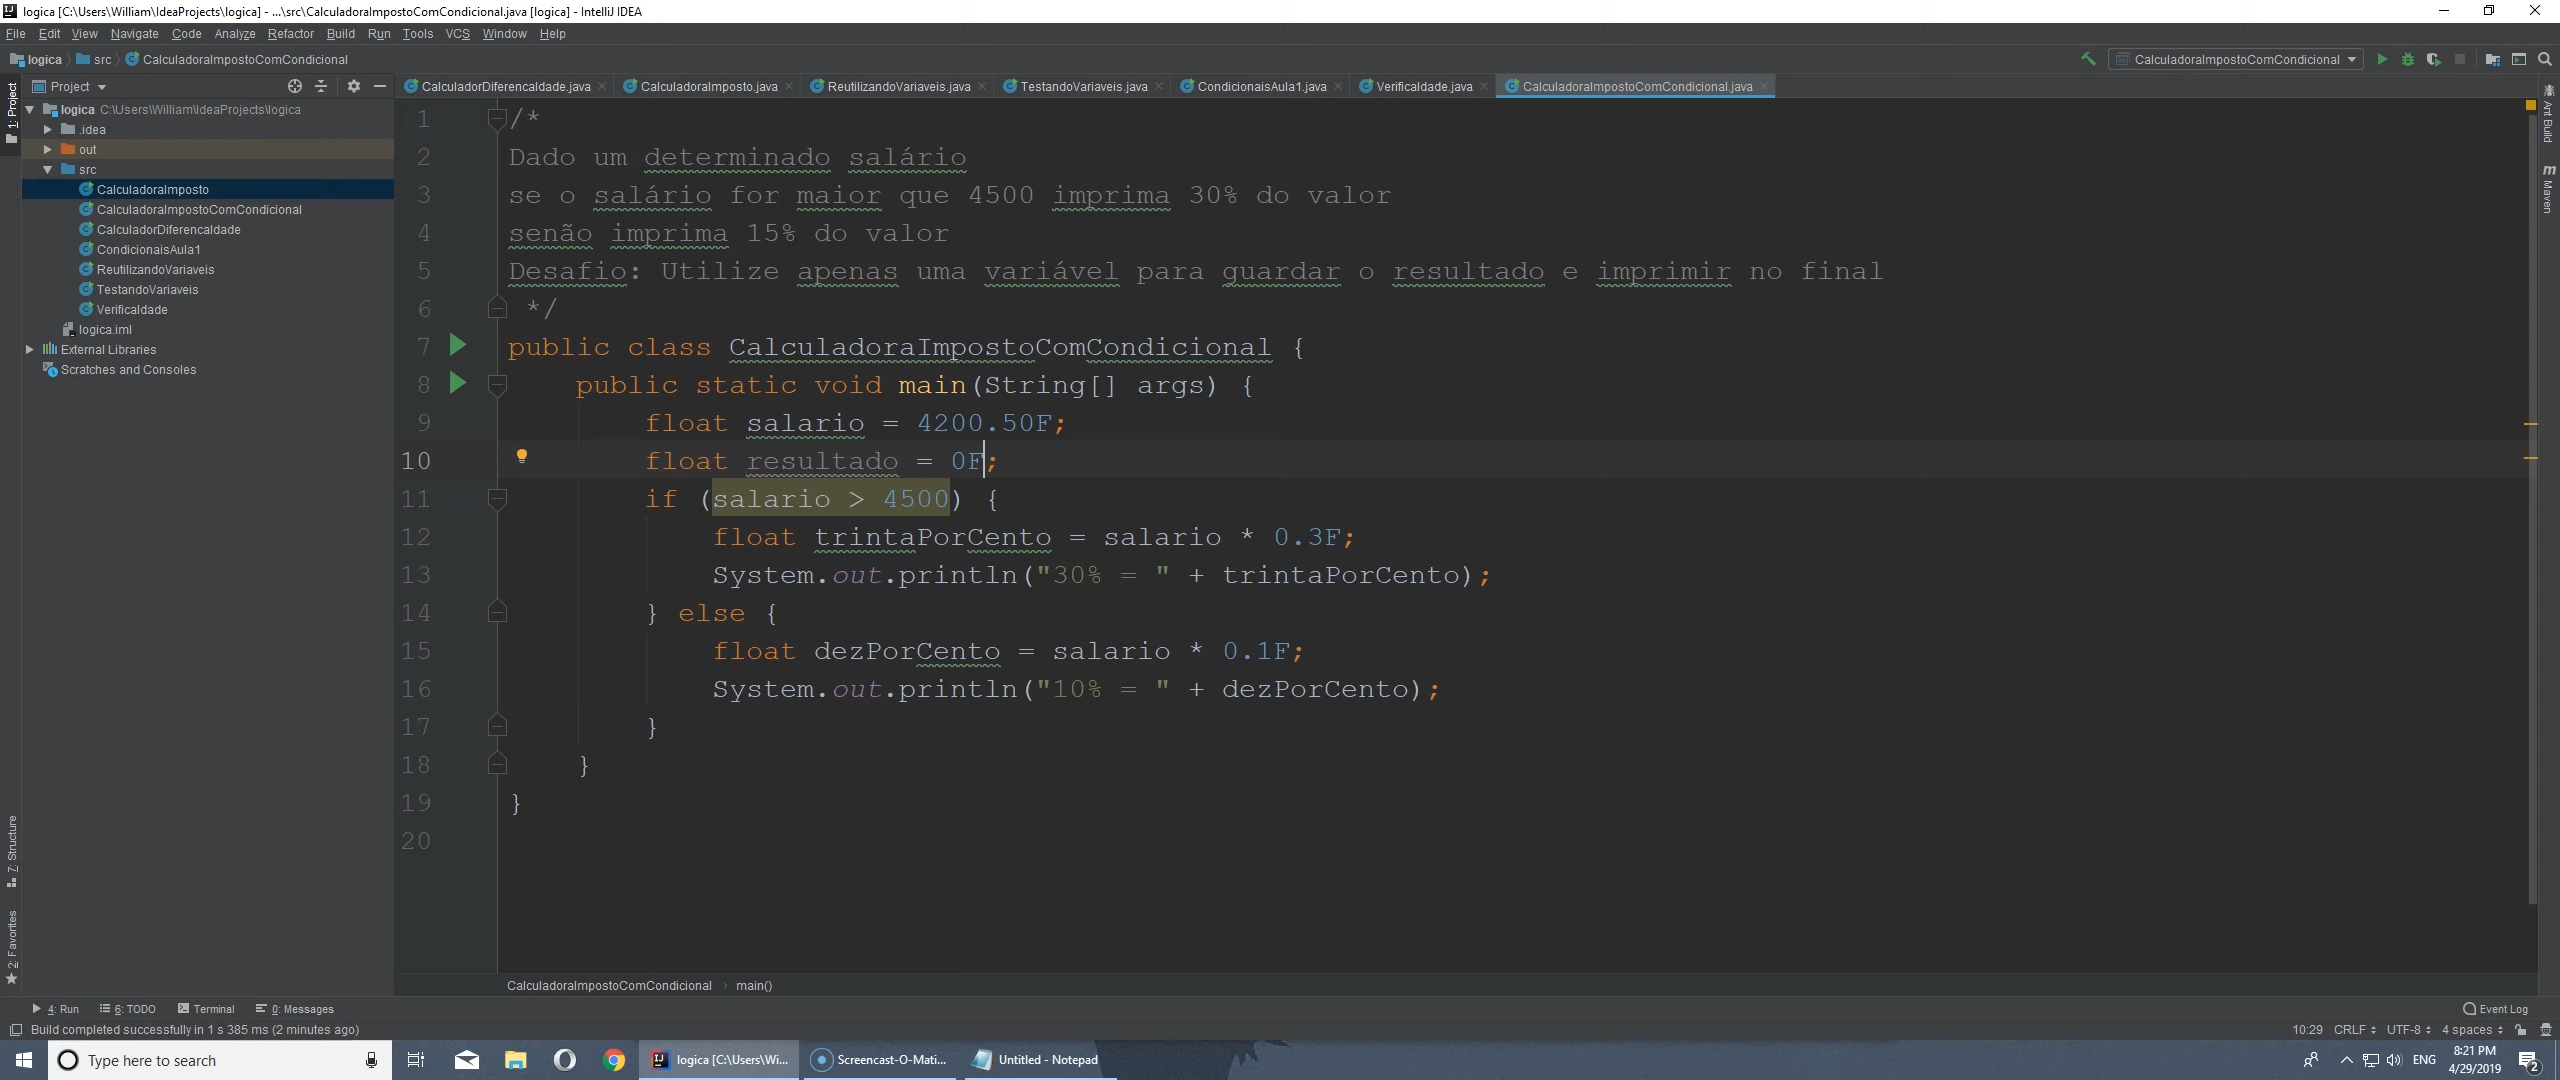 logica [C:\Users\William\IdeaProjects\logica] - ...\src\CalculadoraImpostoComCondicional.java [logica] - IntelliJ IDEA
File Edit View Navigate Code Analyze Refactor Build Run Tools VCS Window Help
logica src CalculadoraImpostoComCondicional
CalculadoraImpostoComCondicional
Project
CalculadorDiferencaIdade.java CalculadoraImposto.java ReutilizandoVariaveis.java TestandoVariaveis.java CondicionaisAula1.java VerificaIdade.java CalculadoraImpostoComCondicional.java
1: Project
7: Structure
2: Favorites
logica C:\Users\William\IdeaProjects\logica
.idea
out
src
CalculadoraImposto
CalculadoraImpostoComCondicional
CalculadorDiferencaIdade
CondicionaisAula1
ReutilizandoVariaveis
TestandoVariaveis
VerificaIdade
logica.iml
External Libraries
Scratches and Consoles
1 /*
2 Dado um determinado salário
3 se o salário for maior que 4500 imprima 30% do valor
4 senão imprima 15% do valor
5 Desafio: Utilize apenas uma variável para guardar o resultado e imprimir no final
6 */
7 public class CalculadoraImpostoComCondicional {
8 public static void main(String[] args) {
9 float salario = 4200.50F;
10 float resultado = 0F;
11 if (salario > 4500) {
12 float trintaPorCento = salario * 0.3F;
13 System.out.println("30% = " + trintaPorCento);
14 } else {
15 float dezPorCento = salario * 0.1F;
16 System.out.println("10% = " + dezPorCento);
17 }
18 }
19 }
20
Ant Build
m Maven
CalculadoraImpostoComCondicional main()
4: Run 6: TODO Terminal 0: Messages Event Log
Build completed successfully in 1 s 385 ms (2 minutes ago) 10:29 CRLF UTF-8 4 spaces
Type here to search logica [C:\Users\Wi... Screencast-O-Mati... Untitled - Notepad ENG 8:21 PM
4/29/2019
2